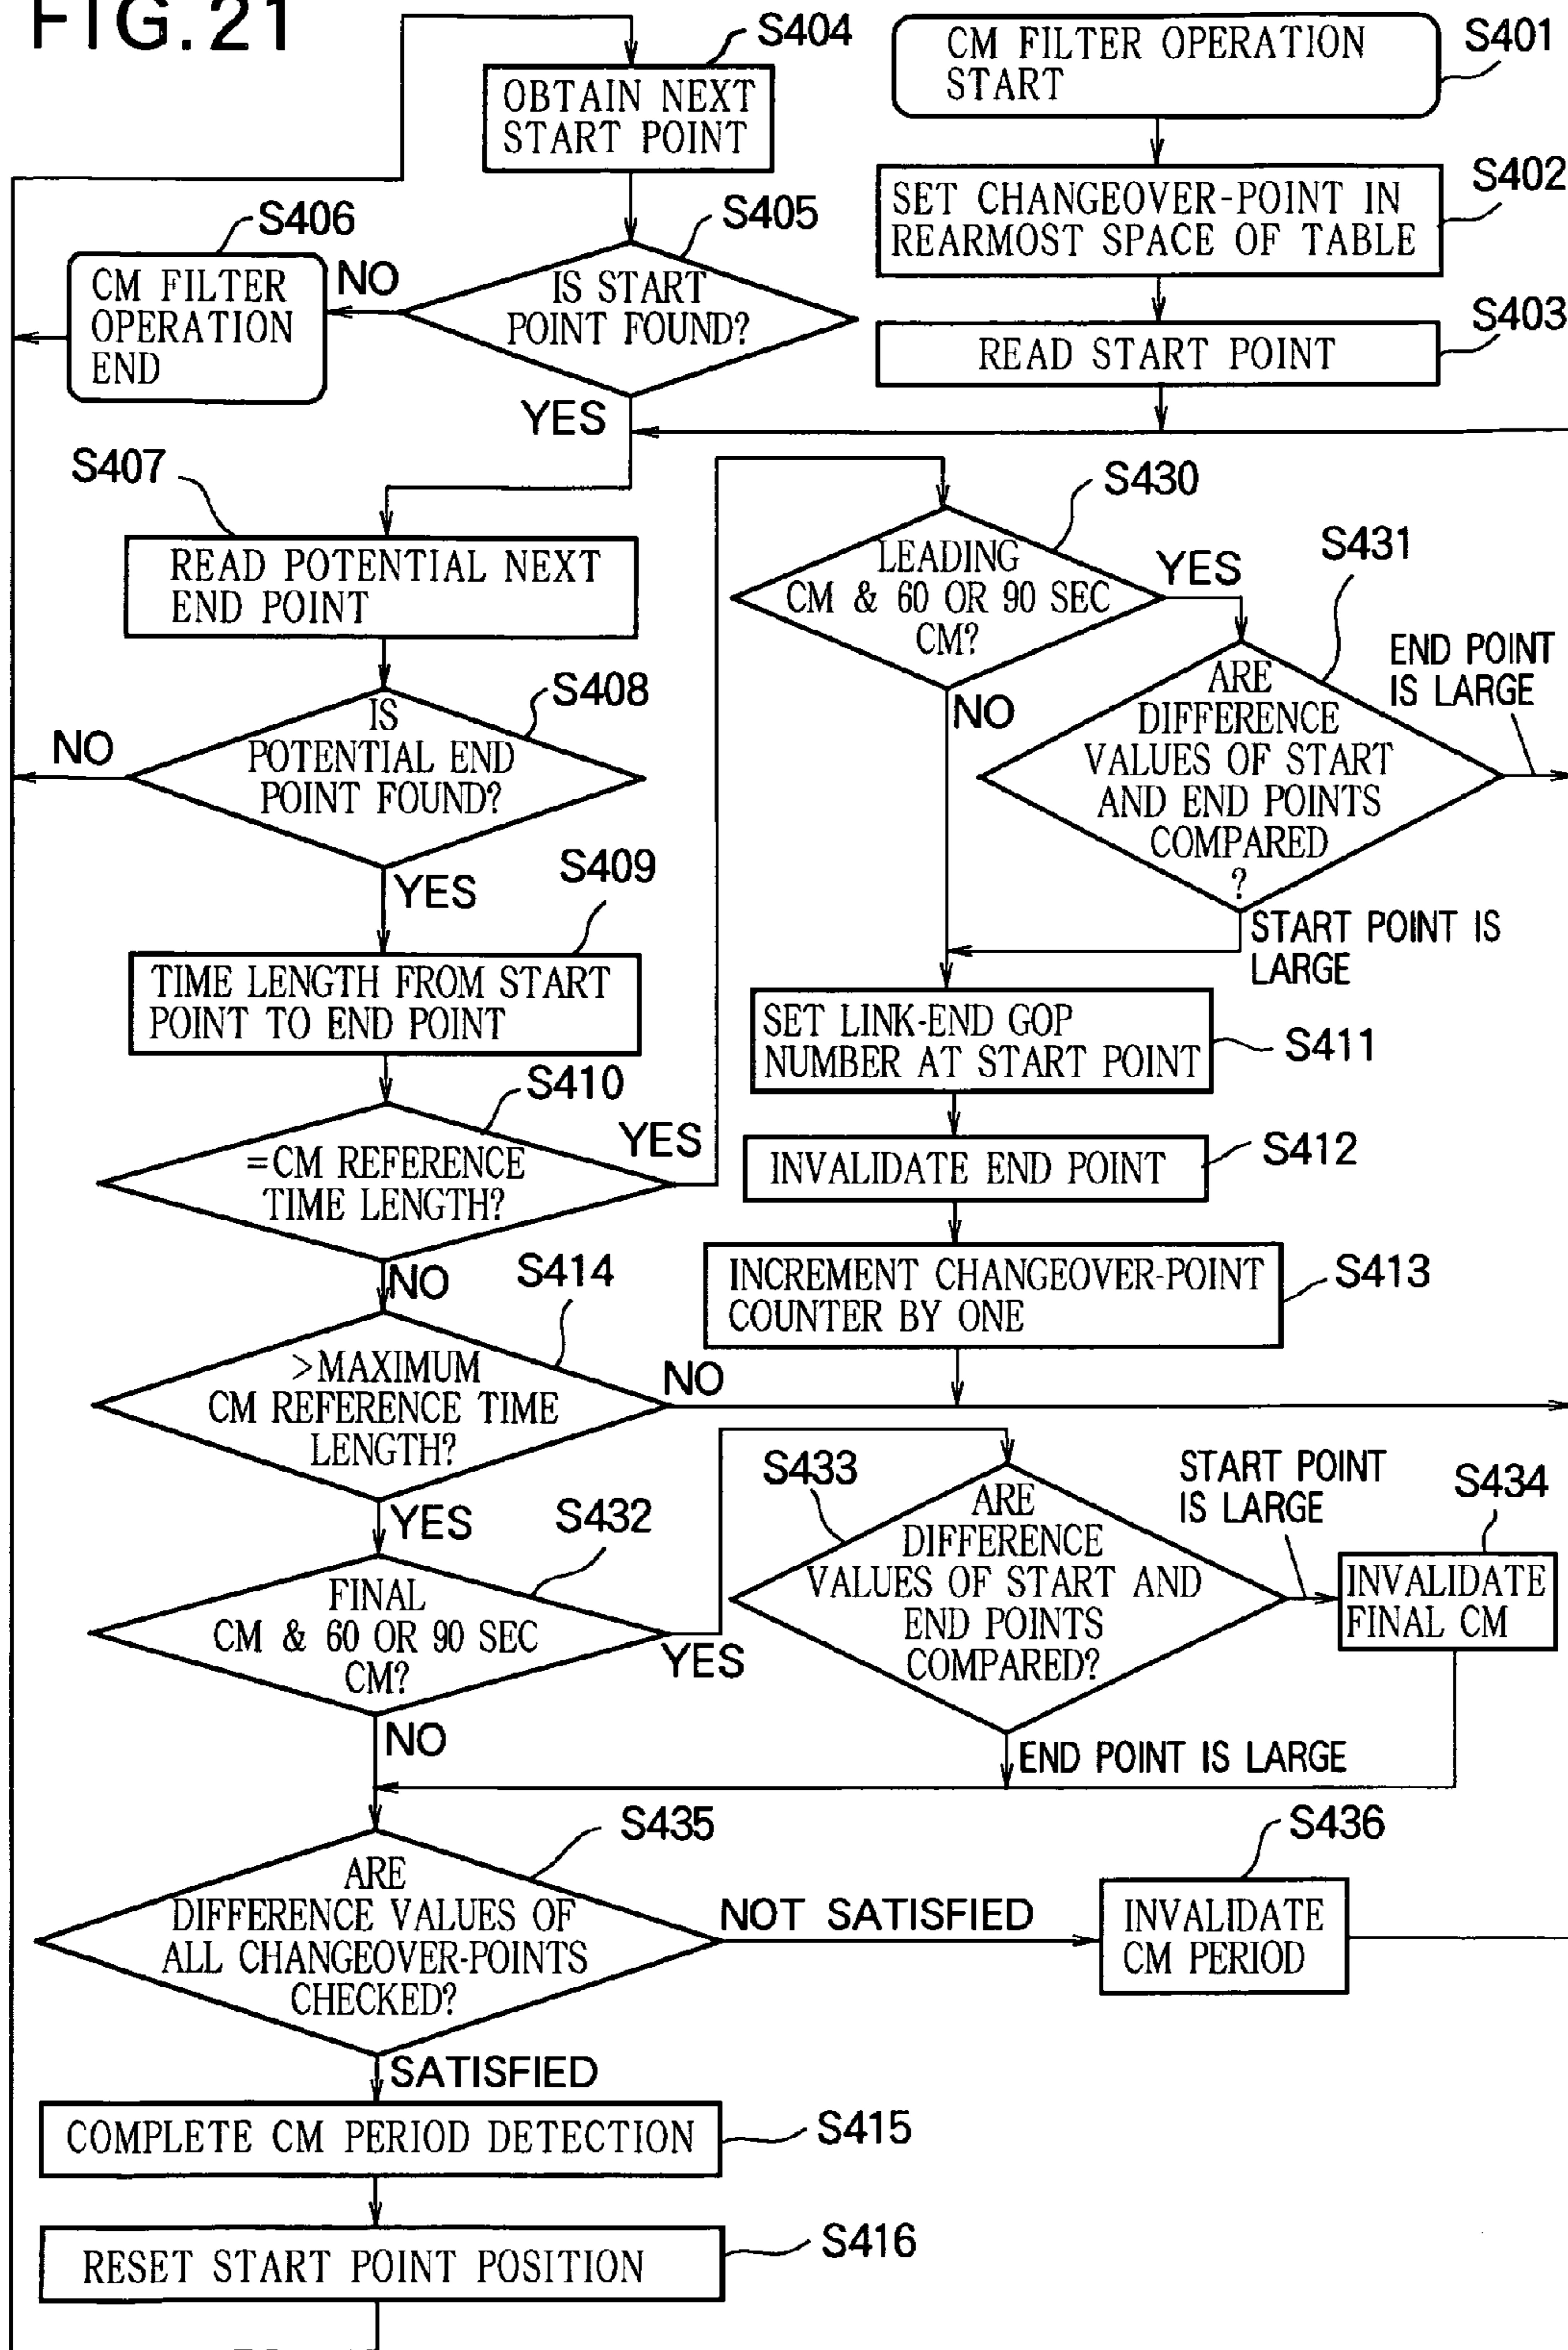 FIG.21
S404
OBTAIN NEXT
START POINT
CM FILTER OPERATION
START
S401
S402
SET CHANGEOVER-POINT IN
REARMOST SPACE OF TABLE
S403
READ START POINT
S405
IS START
POINT FOUND?
NO
YES
S406
CM FILTER
OPERATION
END
S407
READ POTENTIAL NEXT
END POINT
S408
IS
POTENTIAL END
POINT FOUND?
NO
YES
S409
TIME LENGTH FROM START
POINT TO END POINT
S410
=CM REFERENCE
TIME LENGTH?
YES
NO
S430
LEADING
CM & 60 OR 90 SEC
CM?
YES
NO
S431
ARE
DIFFERENCE
VALUES OF START
AND END POINTS
COMPARED
?
END POINT
IS LARGE
START POINT IS
LARGE
SET LINK-END GOP
NUMBER AT START POINT
S411
INVALIDATE END POINT
S412
INCREMENT CHANGEOVER-POINT
COUNTER BY ONE
S413
S414
>MAXIMUM
CM REFERENCE TIME
LENGTH?
NO
YES
S432
FINAL
CM & 60 OR 90 SEC
CM?
YES
NO
S433
ARE
DIFFERENCE
VALUES OF START AND
END POINTS
COMPARED?
START POINT
IS LARGE
END POINT IS LARGE
S434
INVALIDATE
FINAL CM
S435
ARE
DIFFERENCE VALUES OF
ALL CHANGEOVER-POINTS
CHECKED?
NOT SATISFIED
SATISFIED
S436
INVALIDATE
CM PERIOD
COMPLETE CM PERIOD DETECTION
S415
RESET START POINT POSITION
S416